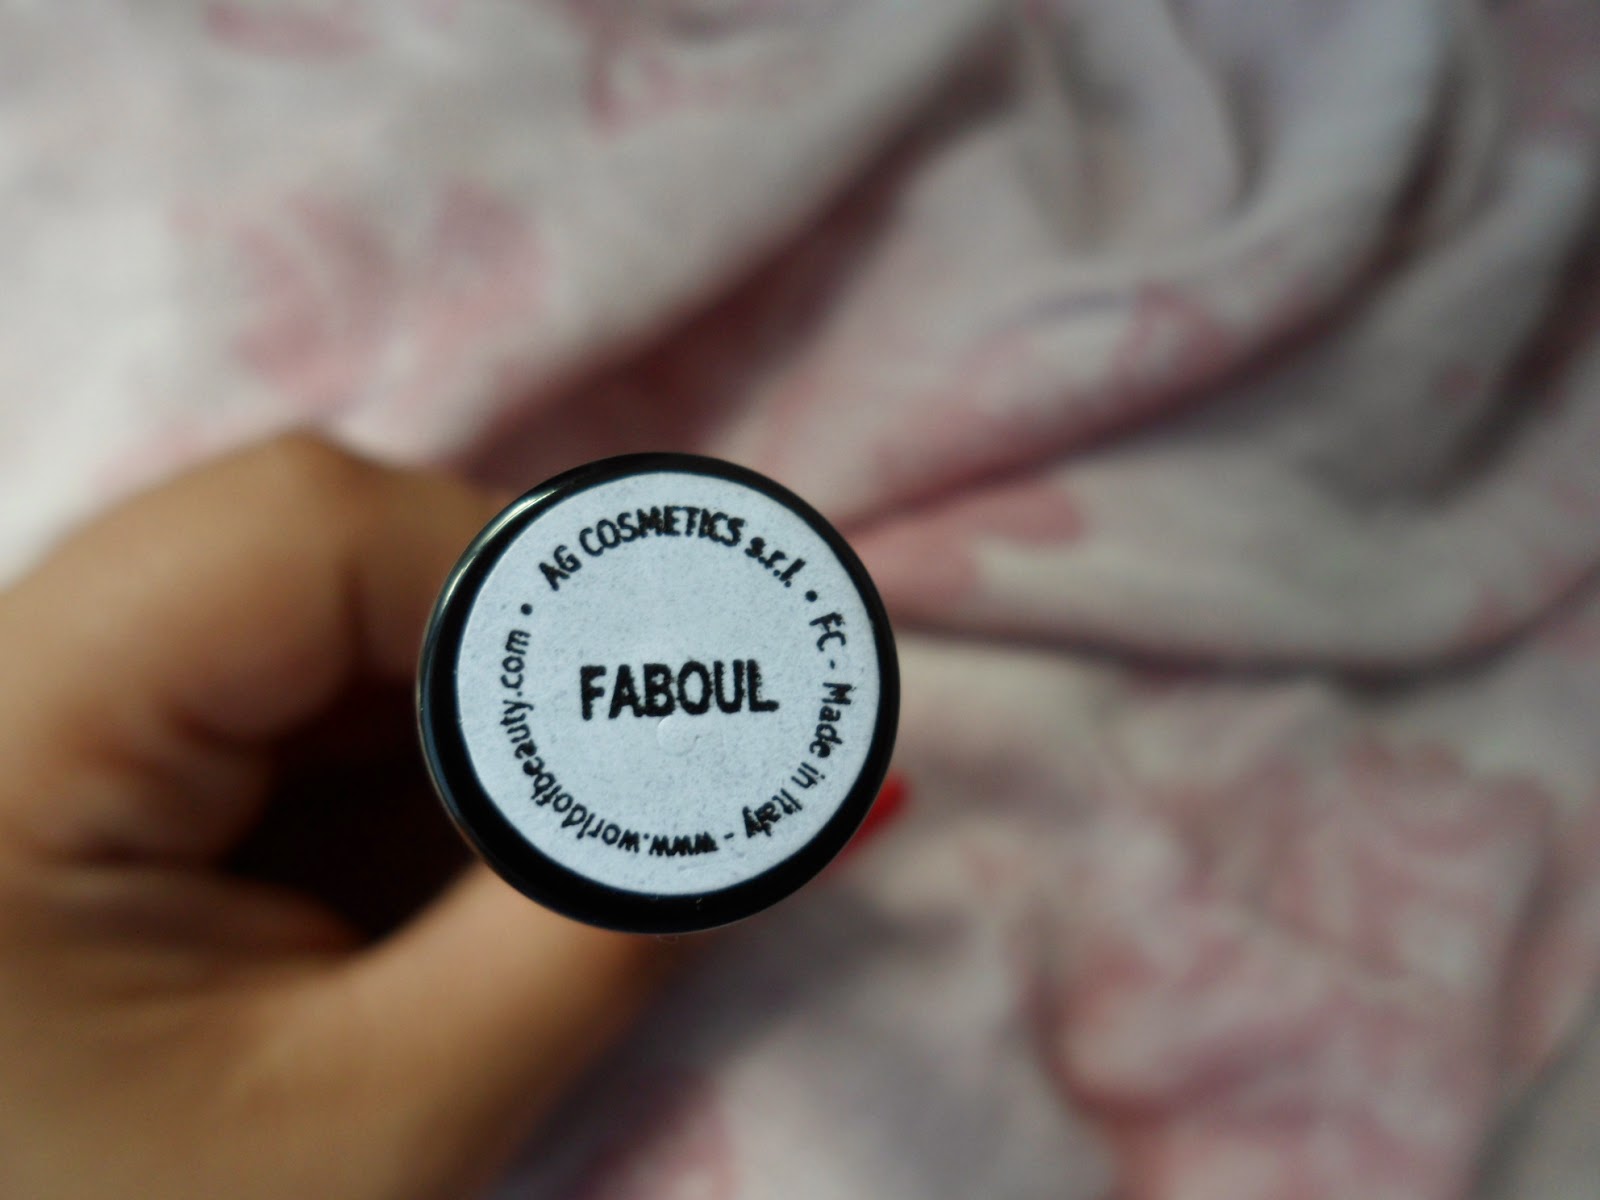 AG COSMETICS s.r.l. • FC - Made in Italy - www.worldofbeauty.com •
FABOUL